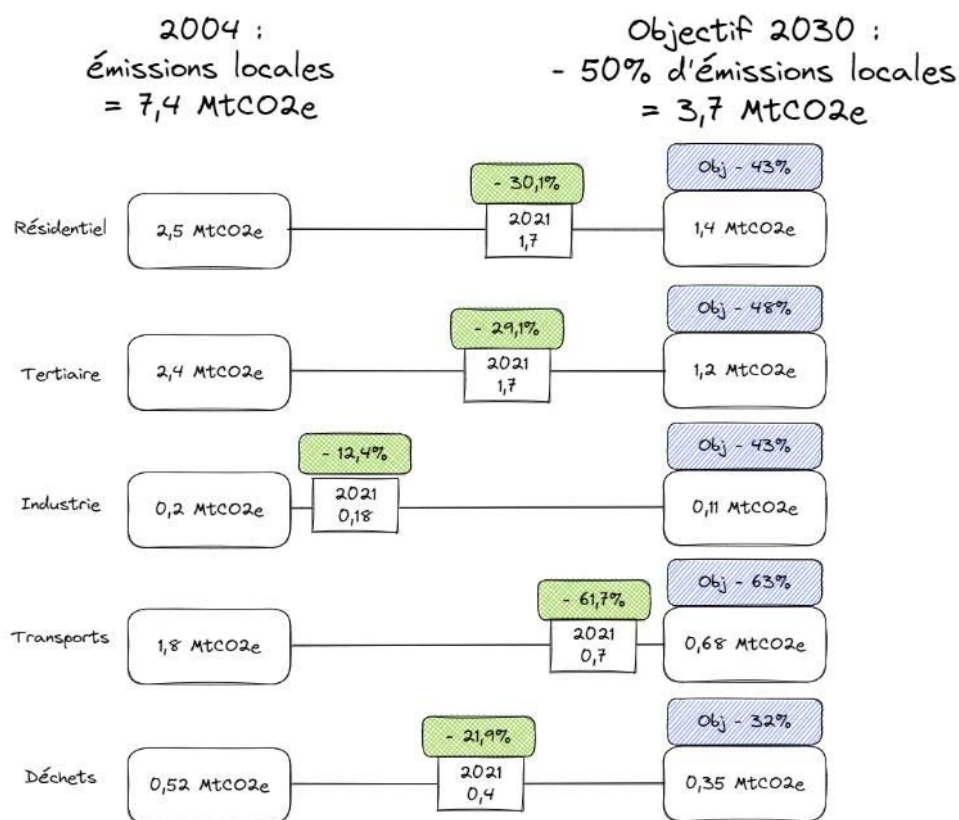 2004 :
émissions locales
= 7,4 MtCO2e
Objectif 2030 :
- 50% d'émissions locales
= 3,7 MtCO2e
Résidentiel
2,5 MtCO2e
- 30,1%
2021
1,7
Obj - 43%
1,4 MtCO2e
Tertiaire
2,4 MtCO2e
- 29,1%
2021
1,7
Obj - 48%
1,2 MtCO2e
Industrie
0,2 MtCO2e
- 12,4%
2021
0,18
Obj - 43%
0,11 MtCO2e
Transports
1,8 MtCO2e
- 61,7%
2021
0,7
Obj - 63%
0,68 MtCO2e
Déchets
0,52 MtCO2e
- 21,9%
2021
0,4
Obj - 32%
0,35 MtCO2e